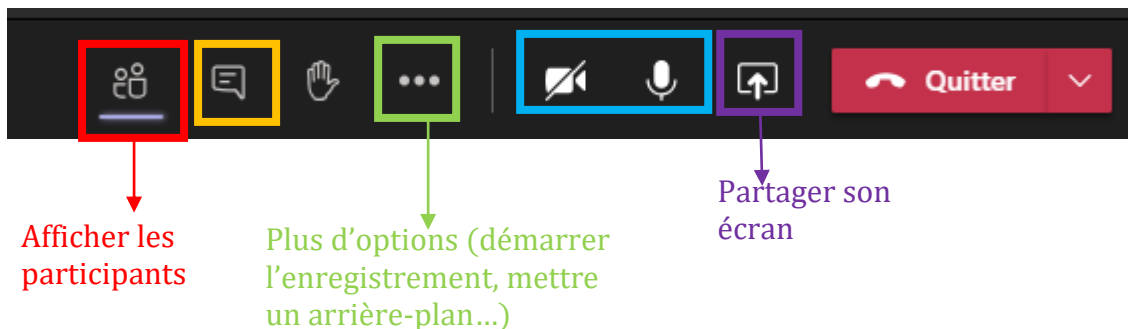 Quitter
Afficher les
participants
Plus d’options (démarrer
l’enregistrement, mettre
un arrière-plan…)
Partager son
écran